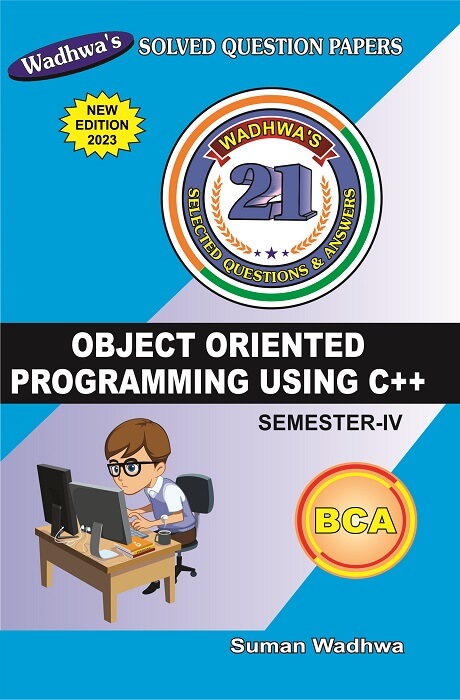 Wadhwa's SOLVED QUESTION PAPERS
NEW
EDITION
2023
WADHWA'S
21
SELECTED QUESTIONS & ANSWERS
OBJECT ORIENTED
PROGRAMMING USING C++
SEMESTER-IV
BCA
Suman Wadhwa